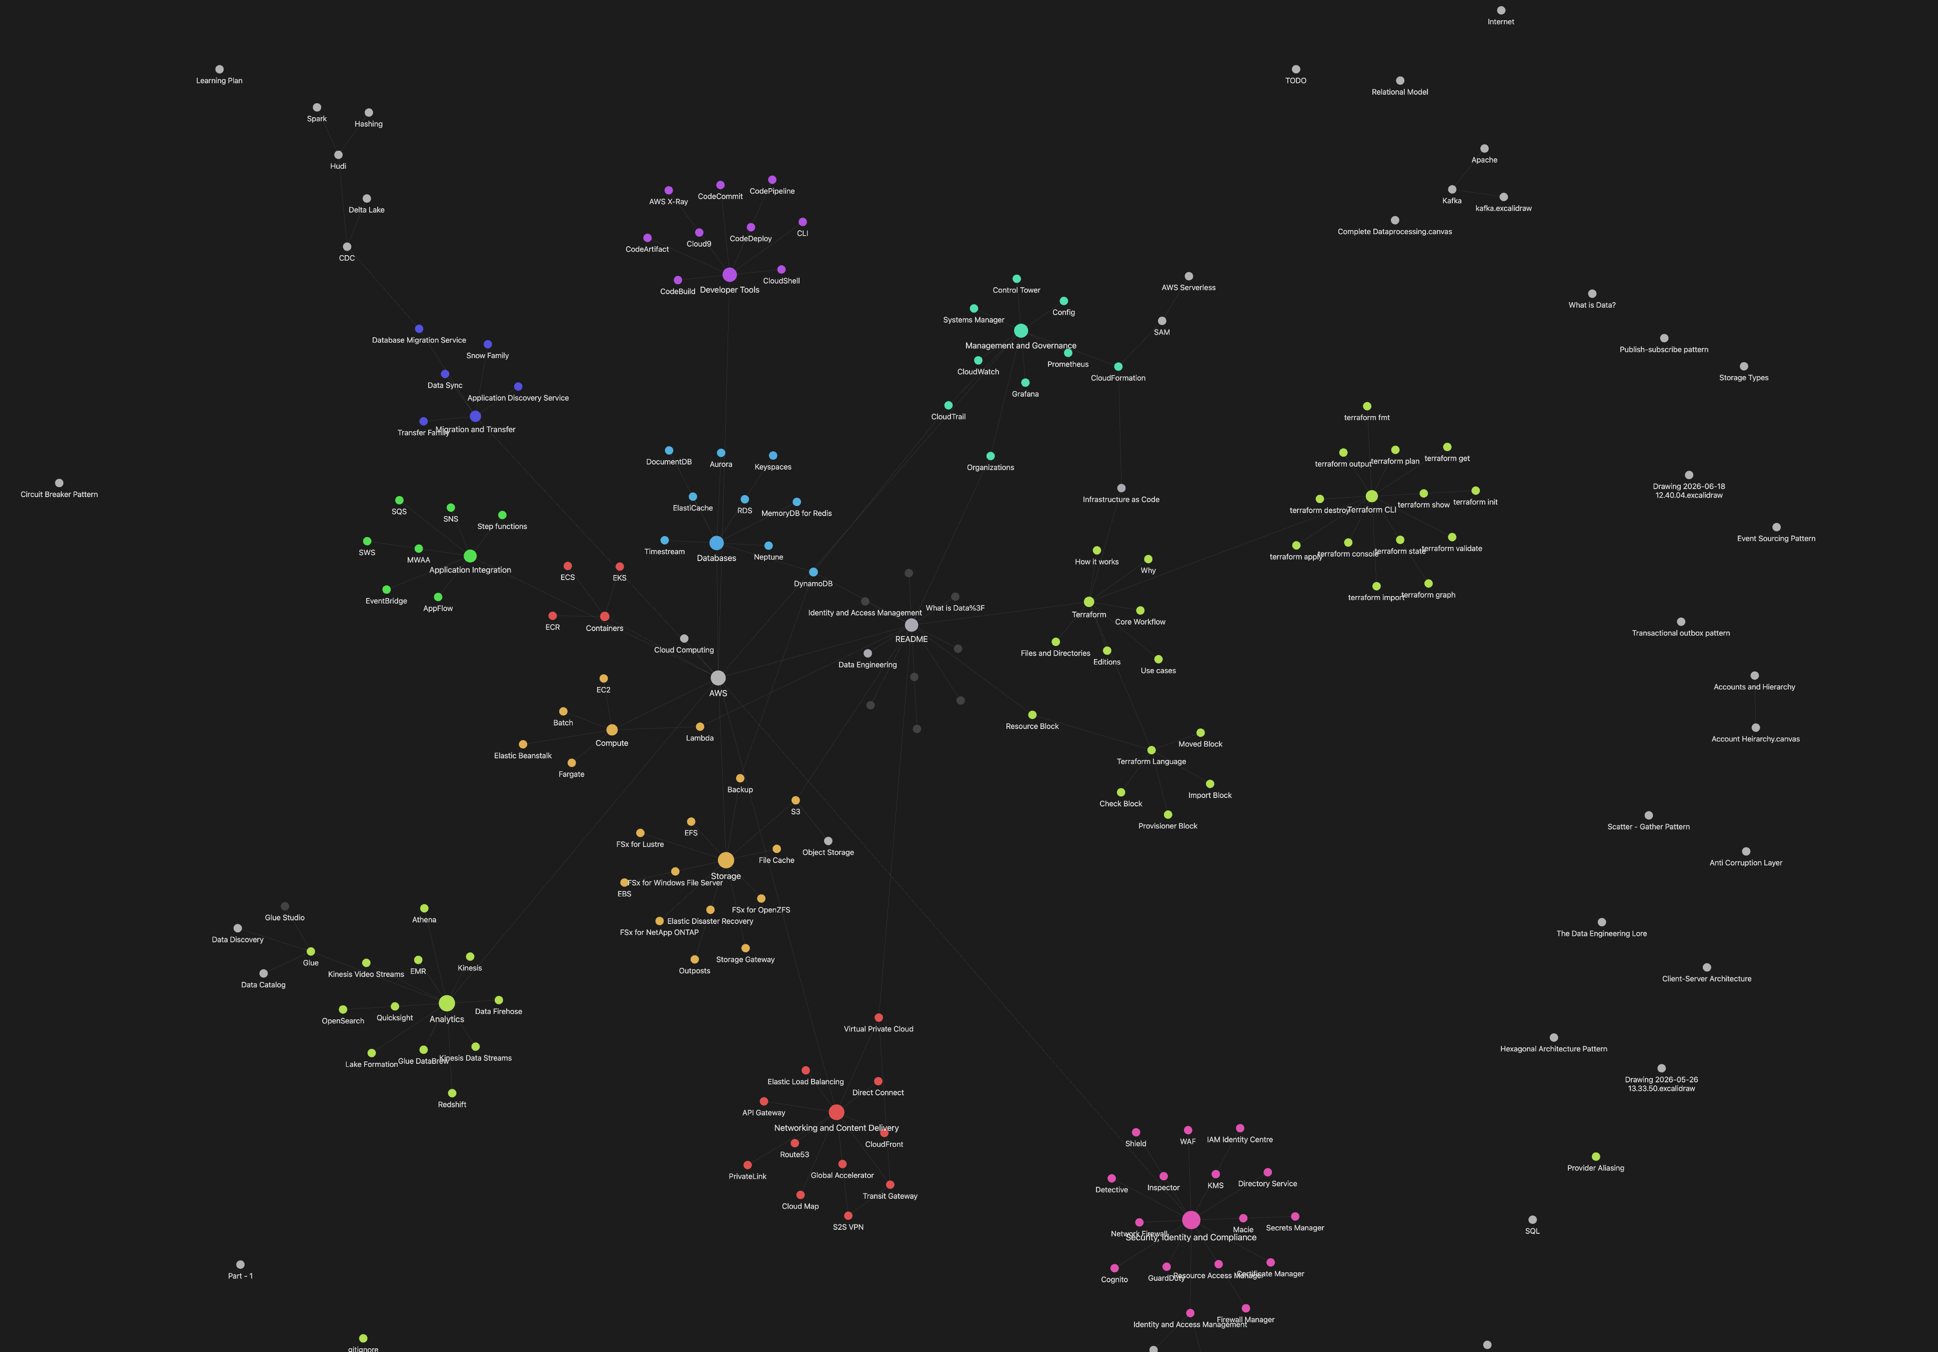 Internet
Learning Plan
TODO
Relational Model
Spark
Hashing
Hudi
Apache
Kafka
kafka.excalidraw
Delta Lake
Complete Dataprocessing.canvas
CDC
AWS X-Ray
CodeCommit
CodePipeline
CLI
CodeArtifact
Cloud9
CodeDeploy
CloudShell
CodeBuild
Developer Tools
Control Tower
AWS Serverless
Systems Manager
Config
What is Data?
Management and Governance
SAM
Database Migration Service
Snow Family
Publish-subscribe pattern
Prometheus
CloudWatch
CloudFormation
Storage Types
Data Sync
Application Discovery Service
Grafana
CloudTrail
terraform fmt
Transfer Family
Migration and Transfer
DocumentDB
Aurora
Keyspaces
Organizations
terraform output
terraform plan
terraform get
Circuit Breaker Pattern
Drawing 2026-06-18
12.40.04.excalidraw
Infrastructure as Code
ElastiCache
RDS
MemoryDB for Redis
terraform destroy
Terraform CLI
terraform show
terraform init
SQS
SNS
Step functions
Event Sourcing Pattern
SWS
MWAA
Application Integration
Timestream
Databases
Neptune
terraform apply
terraform console
terraform state
terraform validate
How it works
Why
ECS
EKS
DynamoDB
EventBridge
AppFlow
terraform import
terraform graph
Identity and Access Management
What is Data%3F
Terraform
Core Workflow
ECR
Containers
README
Transactional outbox pattern
Cloud Computing
Data Engineering
Files and Directories
Editions
Use cases
AWS
EC2
Accounts and Hierarchy
Batch
Compute
Lambda
Resource Block
Account Heirarchy.canvas
Elastic Beanstalk
Fargate
Moved Block
Terraform Language
Backup
Import Block
Check Block
S3
Provisioner Block
Scatter - Gather Pattern
EFS
FSx for Lustre
File Cache
Object Storage
Anti Corruption Layer
Storage
FSx for Windows File Server
EBS
FSx for OpenZFS
Elastic Disaster Recovery
FSx for NetApp ONTAP
Glue Studio
Athena
Data Discovery
The Data Engineering Lore
Storage Gateway
Outposts
Glue
Kinesis Video Streams
EMR
Kinesis
Data Catalog
Client-Server Architecture
OpenSearch
Quicksight
Analytics
Data Firehose
Virtual Private Cloud
Lake Formation
Glue DataBrew
Kinesis Data Streams
Hexagonal Architecture Pattern
Elastic Load Balancing
Direct Connect
Drawing 2026-05-26
13.33.50.excalidraw
Redshift
API Gateway
Networking and Content Delivery
CloudFront
Shield
WAF
IAM Identity Centre
Route53
Provider Aliasing
PrivateLink
Global Accelerator
Transit Gateway
Detective
Inspector
KMS
Directory Service
Cloud Map
S2S VPN
Network Firewall
Security, Identity and Compliance
Macie
Secrets Manager
SQL
Part - 1
Cognito
GuardDuty
Resource Access Manager
Certificate Manager
Identity and Access Management
Firewall Manager
gitignore